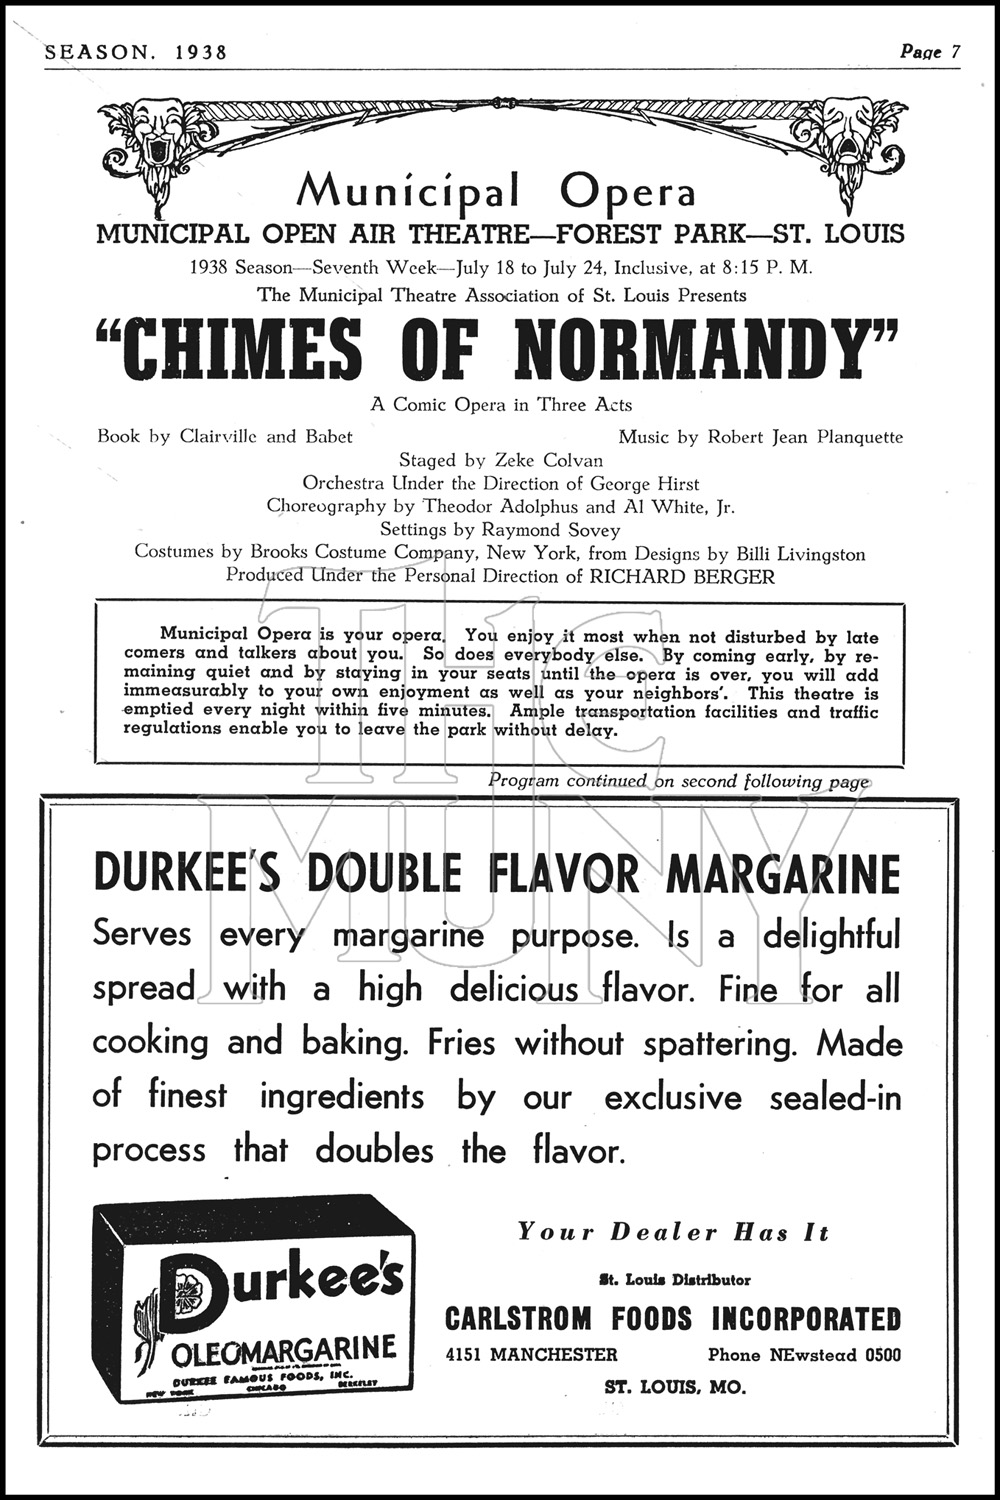 SEASON. 1938
Page 7
Municipal Opera
MUNICIPAL OPEN AIR THEATRE—FOREST PARK—ST. LOUIS
1938 Season—Seventh Week—July 18 to July 24, Inclusive, at 8:15 P. M.
The Municipal Theatre Association of St. Louis Presents
“CHIMES OF NORMANDY”
A Comic Opera in Three Acts
Book by Clairville and Babet
Music by Robert Jean Planquette
Staged by Zeke Colvan
Orchestra Under the Direction of George Hirst
Choreography by Theodor Adolphus and Al White, Jr.
Settings by Raymond Sovey
Costumes by Brooks Costume Company, New York, from Designs by Billi Livingston
Produced Under the Personal Direction of RICHARD BERGER
Municipal Opera is your opera. You enjoy it most when not disturbed by late
comers and talkers about you. So does everybody else. By coming early, by re-
maining quiet and by staying in your seats until the opera is over, you will add
immeasurably to your own enjoyment as well as your neighbors’. This theatre is
emptied every night within five minutes. Ample transportation facilities and traffic
regulations enable you to leave the park without delay.
Program continued on second following page
THE
MUNY
DURKEE'S DOUBLE FLAVOR MARGARINE
Serves every margarine purpose. Is a delightful
spread with a high delicious flavor. Fine for all
cooking and baking. Fries without spattering. Made
of finest ingredients by our exclusive sealed-in
process that doubles the flavor.
Durkee's
OLEOMARGARINE
DURKEE FAMOUS FOODS, INC.
NEW YORK CHICAGO BERKELEY
Your Dealer Has It
St. Louis Distributor
CARLSTROM FOODS INCORPORATED
4151 MANCHESTER
Phone NEwstead 0500
ST. LOUIS, MO.